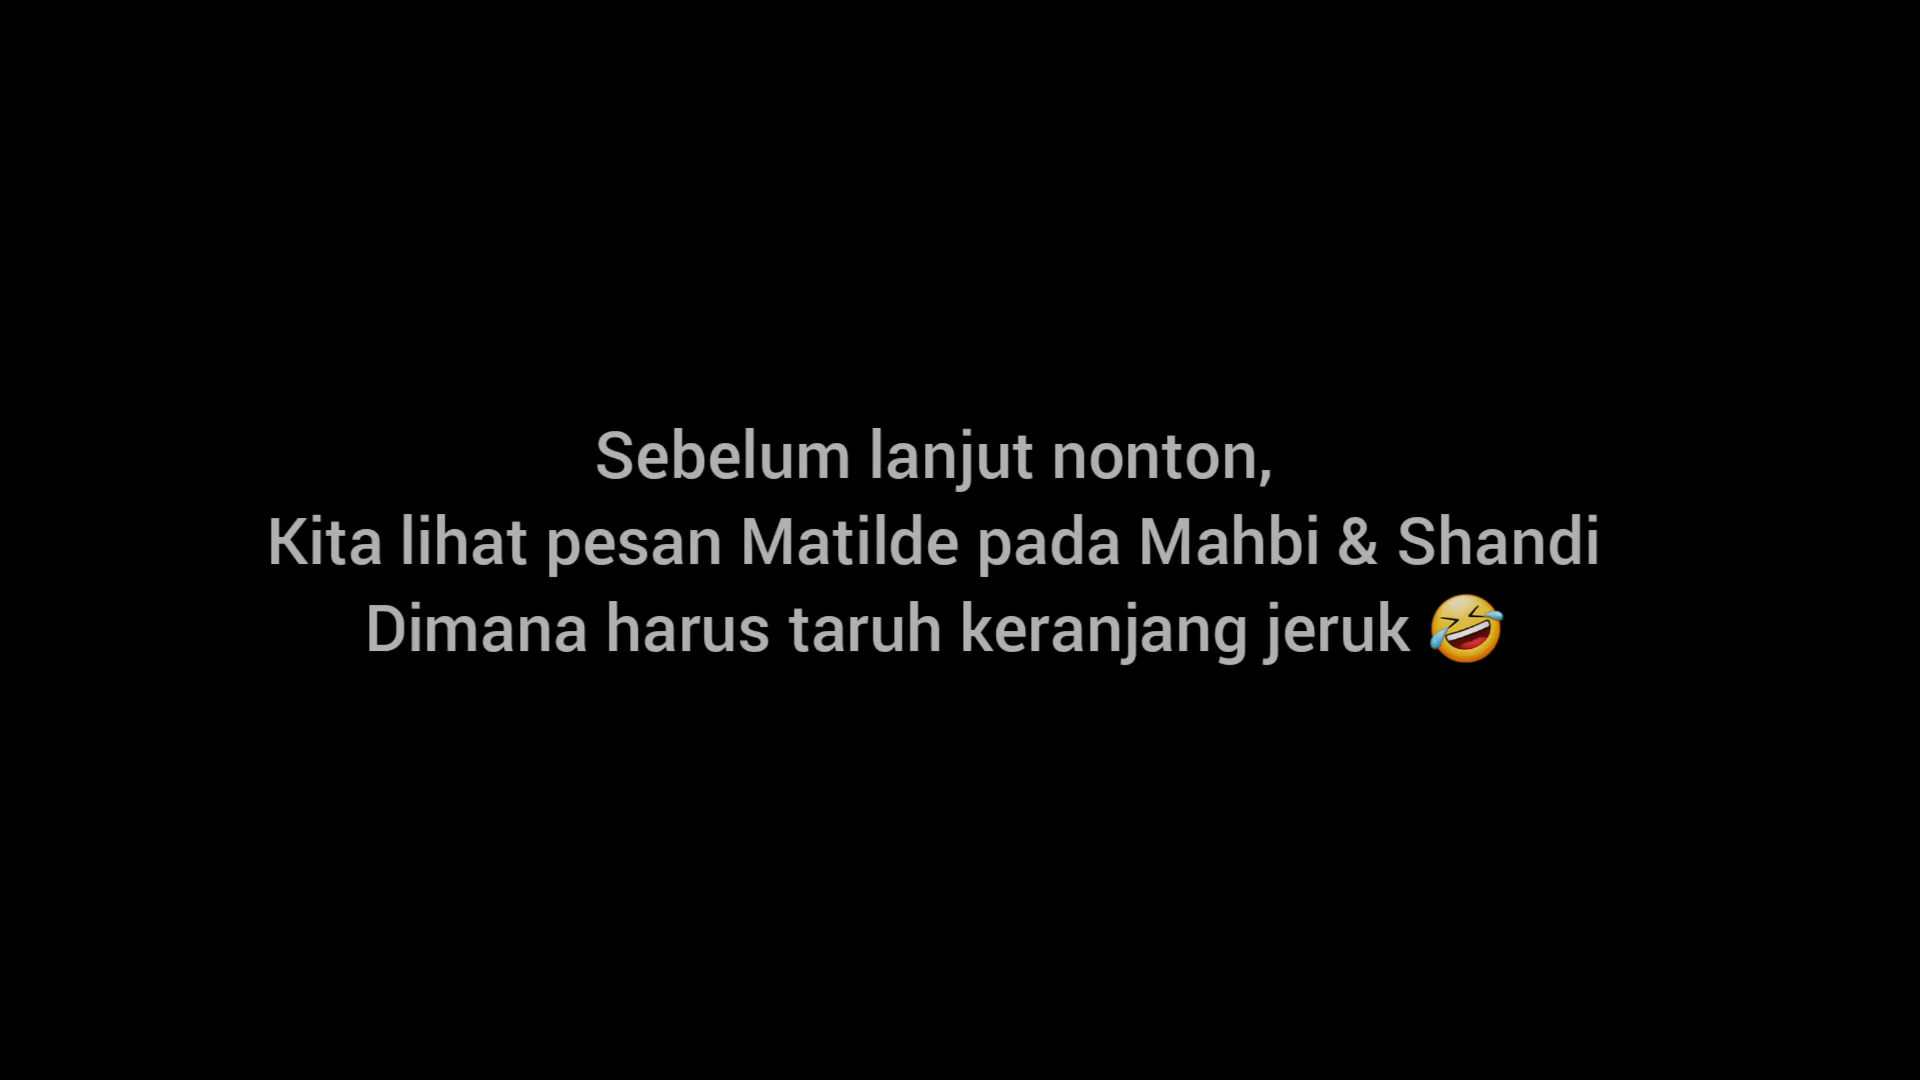 Sebelum lanjut nonton,
Kita lihat pesan Matilde pada Mahbi & Shandi
Dimana harus taruh keranjang jeruk 🤣